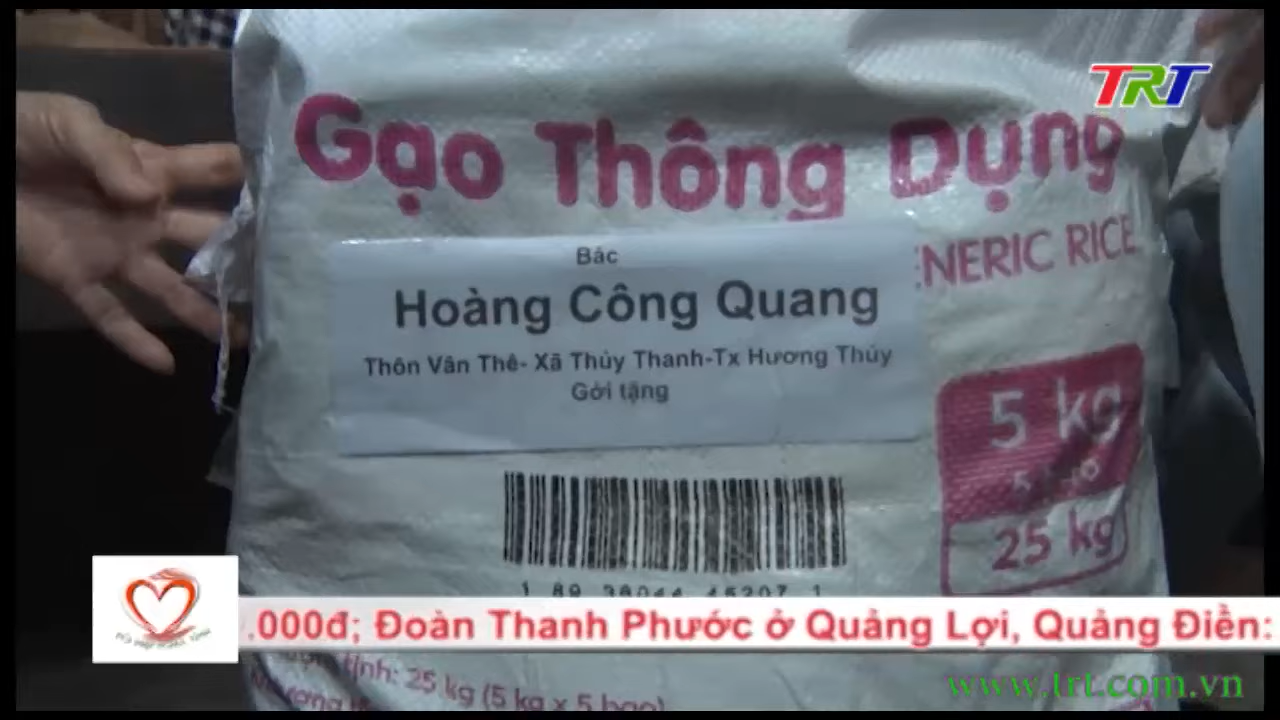 TRT
Gạo Thông Dụng
NERIC RICE
Bác
Hoàng Công Quang
Thôn Vân Thê- Xã Thủy Thanh-Tx Hương Thủy
Gởi tặng
5 kg
25 kg
.000đ; Đoàn Thanh Phước ở Quảng Lợi, Quảng Điền:
tịnh: 25 kg (5 kg x 5 bao)
www.trt.com.vn